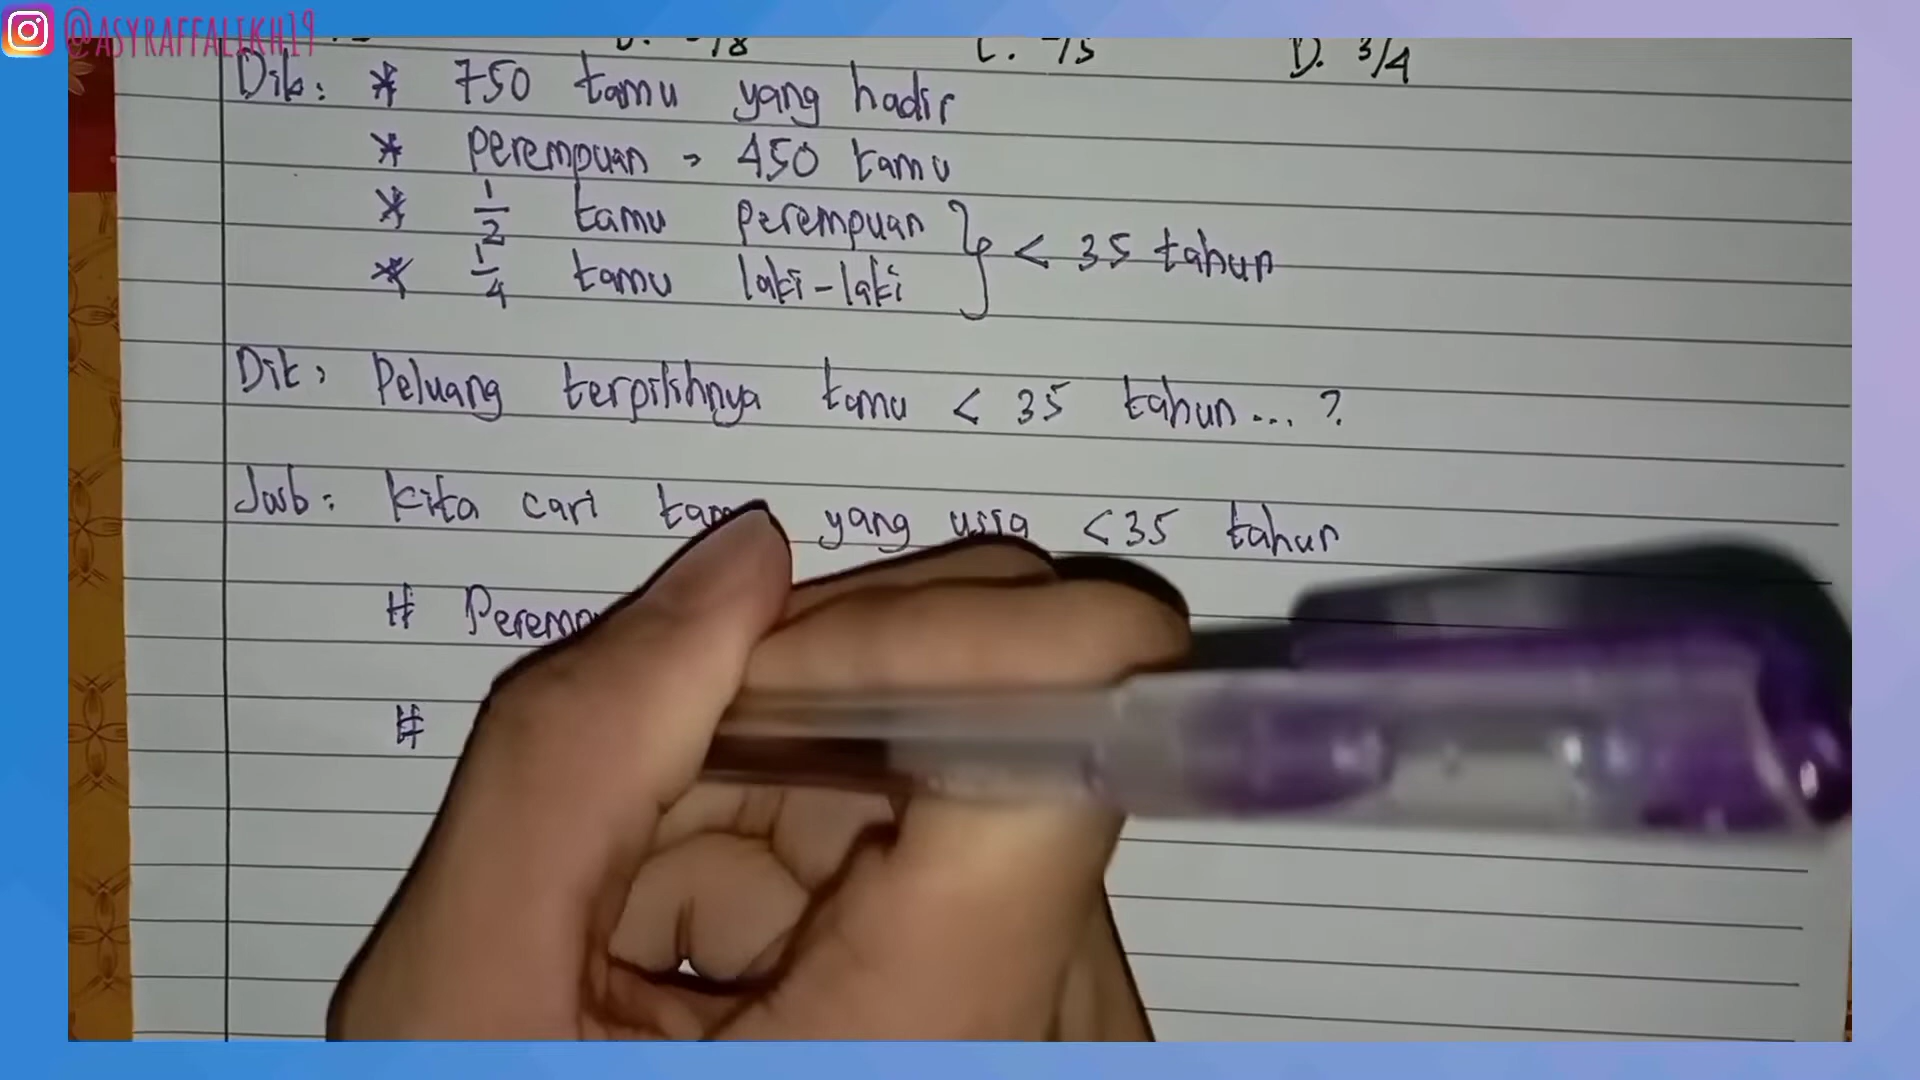 @ASYRAFFALIKH19
D. 3/4
Dik: * 750 tamu yang hadir
* perempuan = 450 tamu
* 1/2 tamu perempuan } < 35 tahun
* 1/4 tamu laki-laki
Dit: Peluang terpilihnya tamu < 35 tahun... ?
Jwb: Kita cari yang usia <35 tahun
#
#